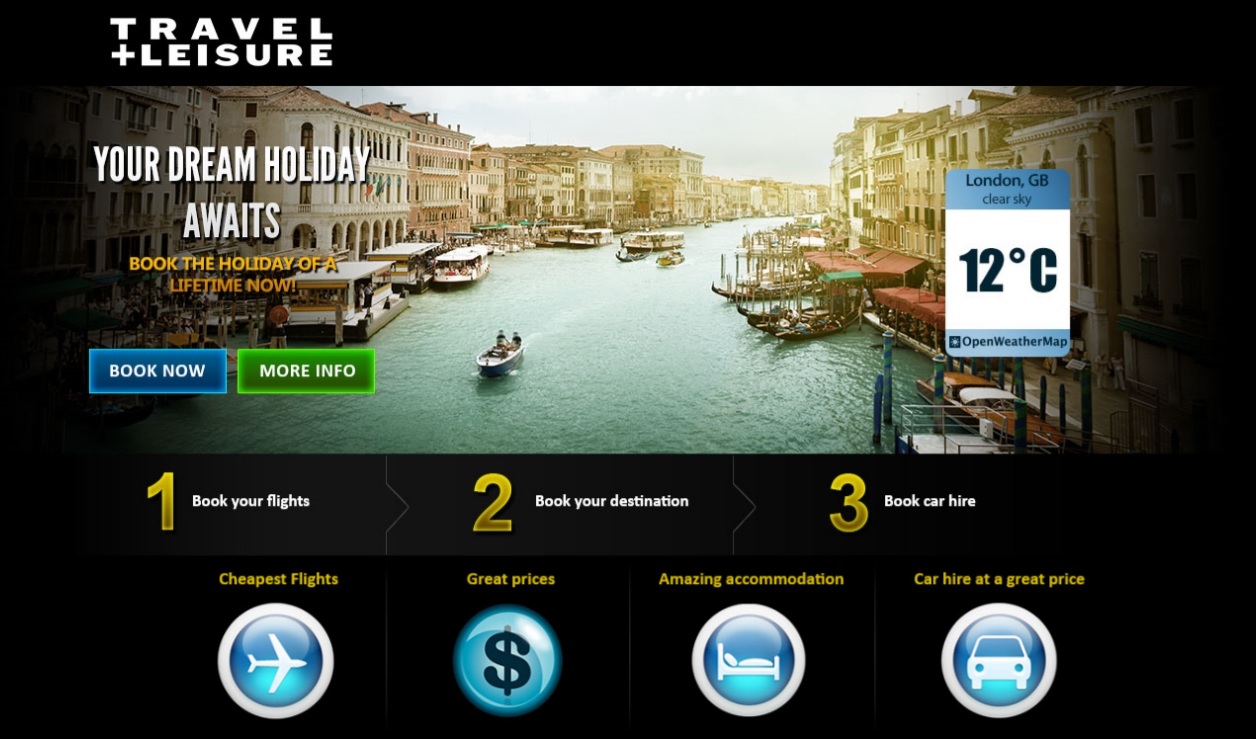 TRAVEL
+LEISURE
YOUR DREAM HOLIDAY
AWAITS
BOOK THE HOLIDAY OF A
LIFETIME NOW!
BOOK NOW
MORE INFO
London, GB
clear sky
12°C
OpenWeatherMap
1 Book your flights
2 Book your destination
3 Book car hire
Cheapest Flights
Great prices
Amazing accommodation
Car hire at a great price
$